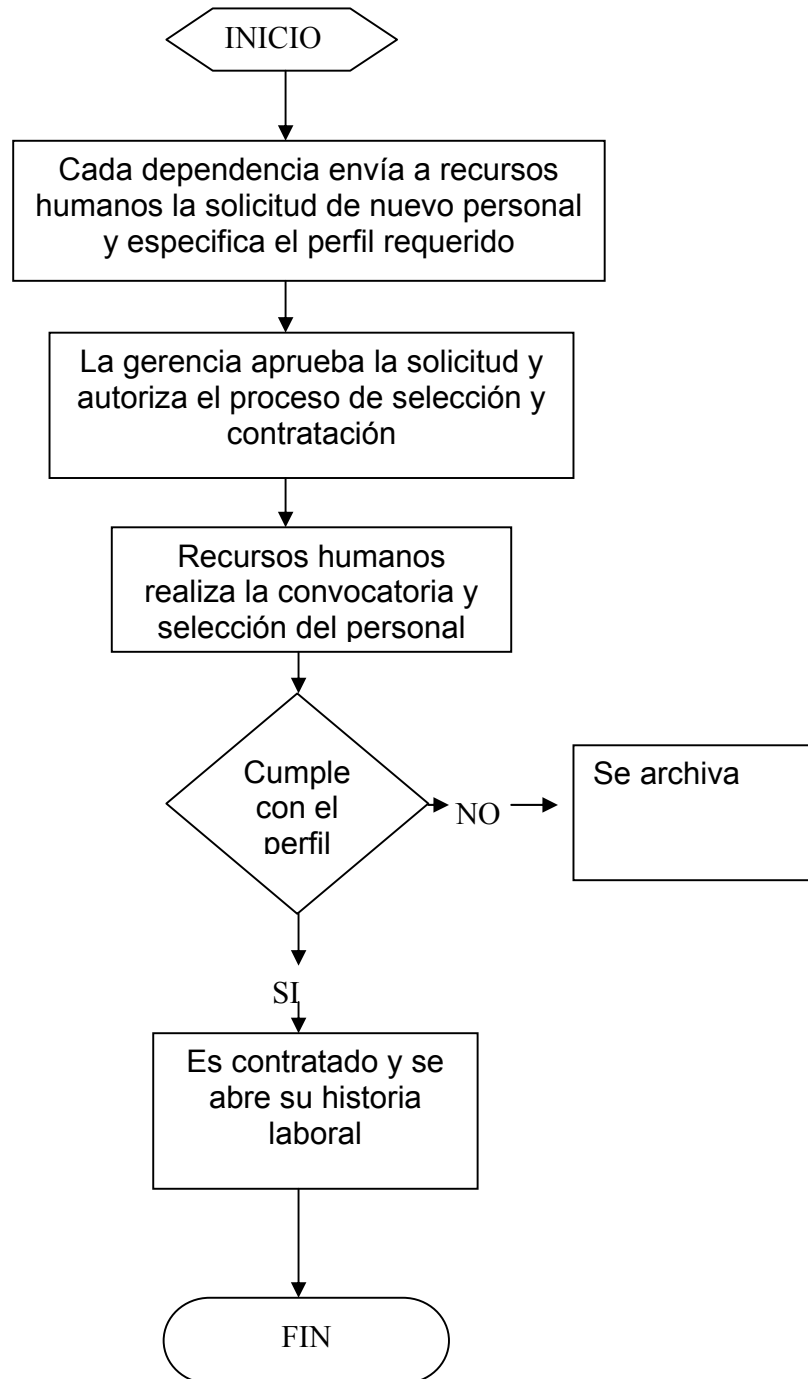 INICIO
Cada dependencia envía a recursos
humanos la solicitud de nuevo personal
y especifica el perfil requerido
La gerencia aprueba la solicitud y
autoriza el proceso de selección y
contratación
Recursos humanos
realiza la convocatoria y
selección del personal
Cumple
con el
perfil
NO
Se archiva
SI
Es contratado y se
abre su historia
laboral
FIN